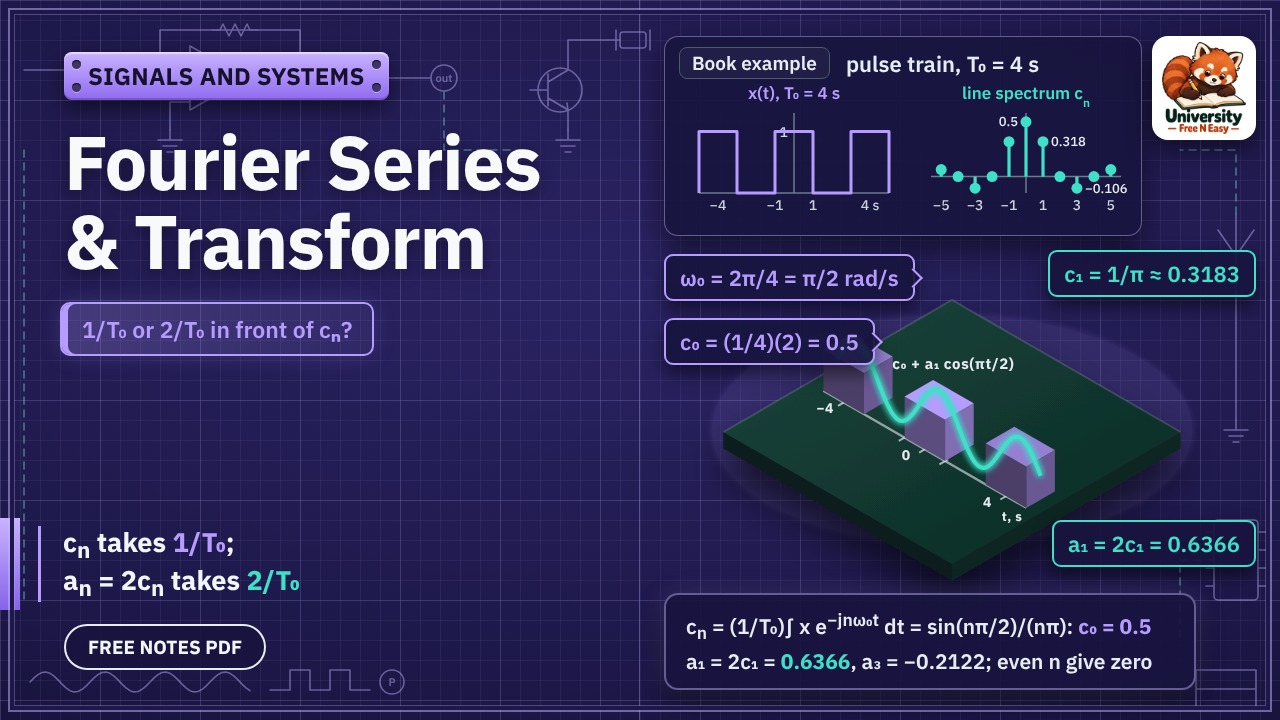 SIGNALS AND SYSTEMS
out
Fourier Series
& Transform
1/T₀ or 2/T₀ in front of cₙ?
cₙ takes 1/T₀;
aₙ = 2cₙ takes 2/T₀
FREE NOTES PDF
P
Book example
pulse train, T₀ = 4 s
x(t), T₀ = 4 s
1
−4 −1 1 4 s
line spectrum cₙ
0.5
0.318
−0.106
−5 −3 −1 1 3 5
University
Free N Easy
ω₀ = 2π/4 = π/2 rad/s
c₁ = 1/π ≈ 0.3183
c₀ = (1/4)(2) = 0.5
c₀ + a₁ cos(πt/2)
−4
0
4
t, s
a₁ = 2c₁ = 0.6366
cₙ = (1/T₀)∫ x e^−jnω₀t dt = sin(nπ/2)/(nπ): c₀ = 0.5
a₁ = 2c₁ = 0.6366, a₃ = −0.2122; even n give zero